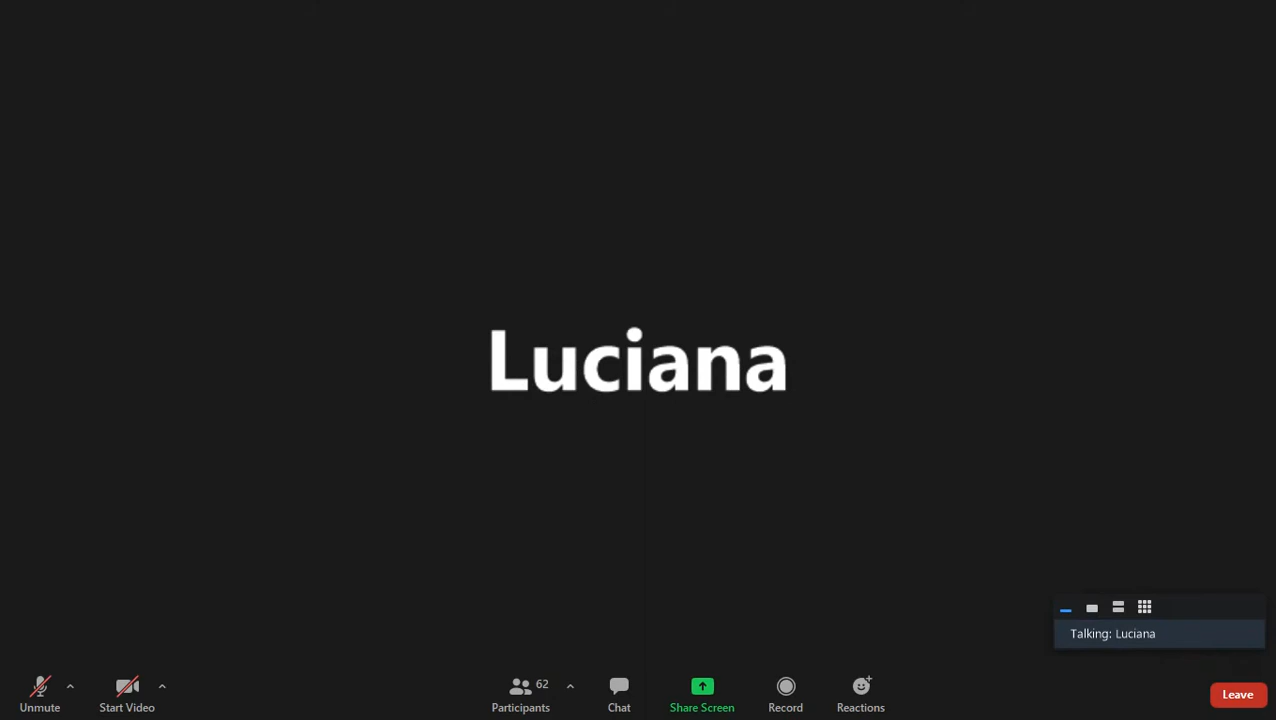 Luciana
Talking: Luciana
Unmute
Start Video
62
Participants
Chat
Share Screen
Record
Reactions
Leave